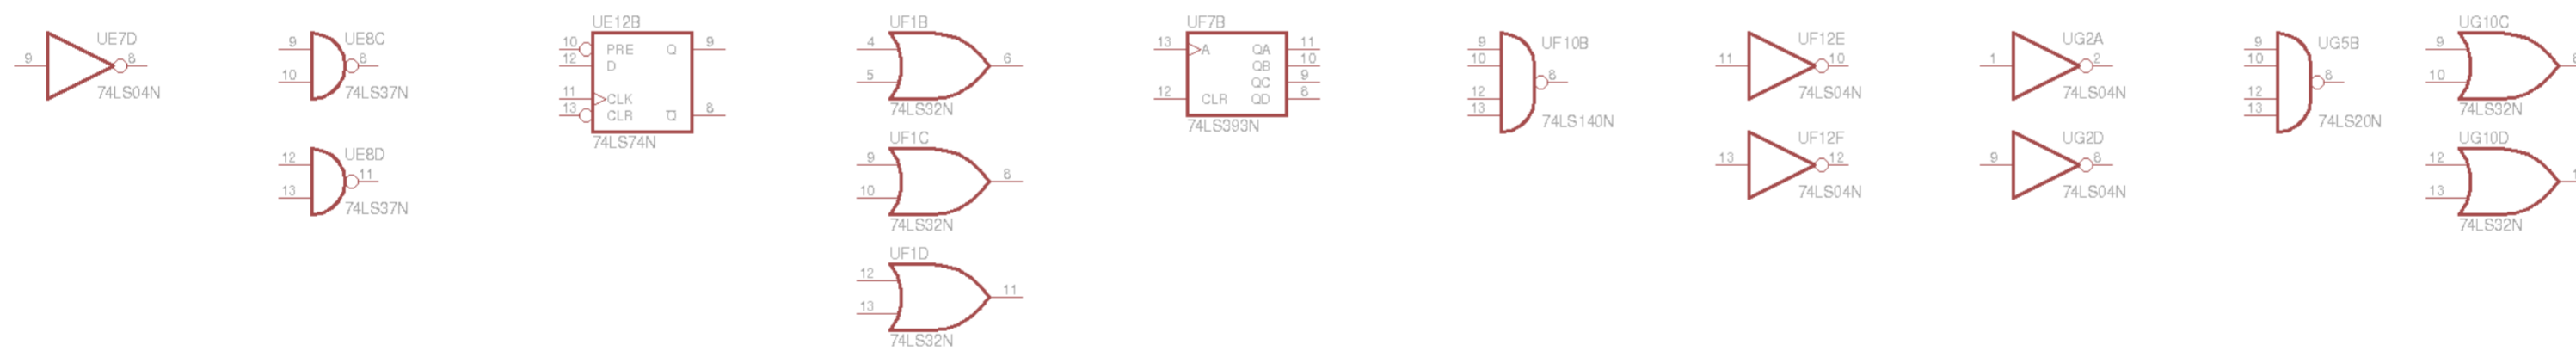 UE7D
9
8
74LS04N
UE8C
9
8
10
74LS37N
UE8D
12
11
13
74LS37N
UE12B
10 PRE Q 9
12 D
11 CLK
13 CLR Q 8
74LS74N
UF1B
4
6
5
74LS32N
UF1C
9
8
10
74LS32N
UF1D
12
11
13
74LS32N
UF7B
13 A QA 11
QB 10
QC 9
12 CLR QD 8
74LS393N
9
UF10B
10
8
12
13
74LS140N
UF12E
11
10
74LS04N
UF12F
13
12
74LS04N
UG2A
1
2
74LS04N
UG2D
9
8
74LS04N
9
UG5B
10
8
12
13
74LS20N
UG10C
9
10
74LS32N
UG10D
12
13
74LS32N